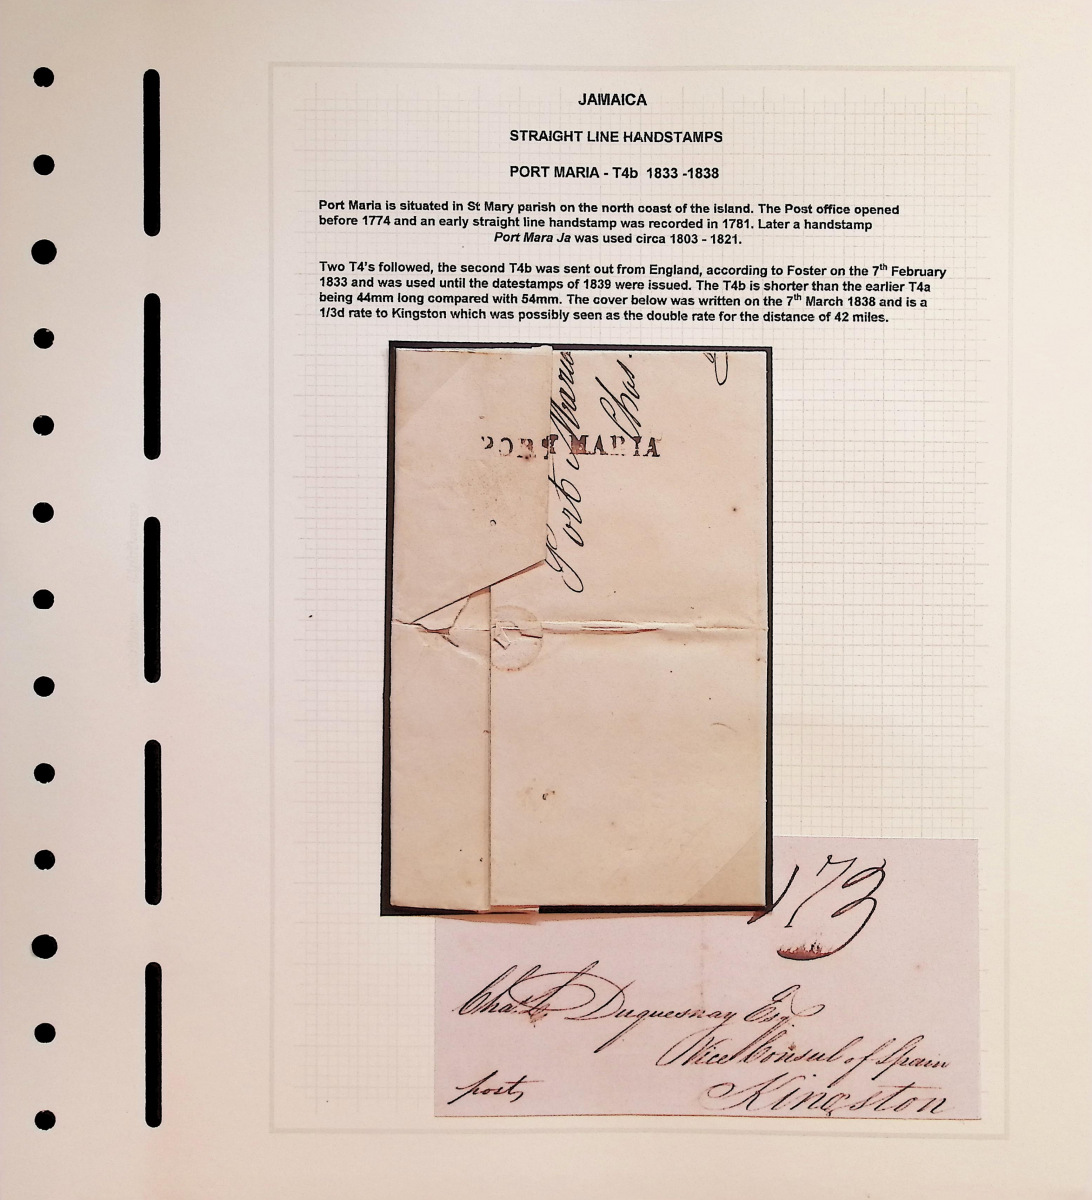 JAMAICA
STRAIGHT LINE HANDSTAMPS
PORT MARIA - T4b 1833 -1838
Port Maria is situated in St Mary parish on the north coast of the island. The Post office opened
before 1774 and an early straight line handstamp was recorded in 1781. Later a handstamp
Port Mara Ja was used circa 1803 - 1821.
Two T4's followed, the second T4b was sent out from England, according to Foster on the 7th February
1833 and was used until the datestamps of 1839 were issued. The T4b is shorter than the earlier T4a
being 44mm long compared with 54mm. The cover below was written on the 7th March 1838 and is a
1/3d rate to Kingston which was possibly seen as the double rate for the distance of 42 miles.
Port Maria
Chas.
PORT MARIA
Duquesnay Esq.
Vice Consul of Spain
Kingston